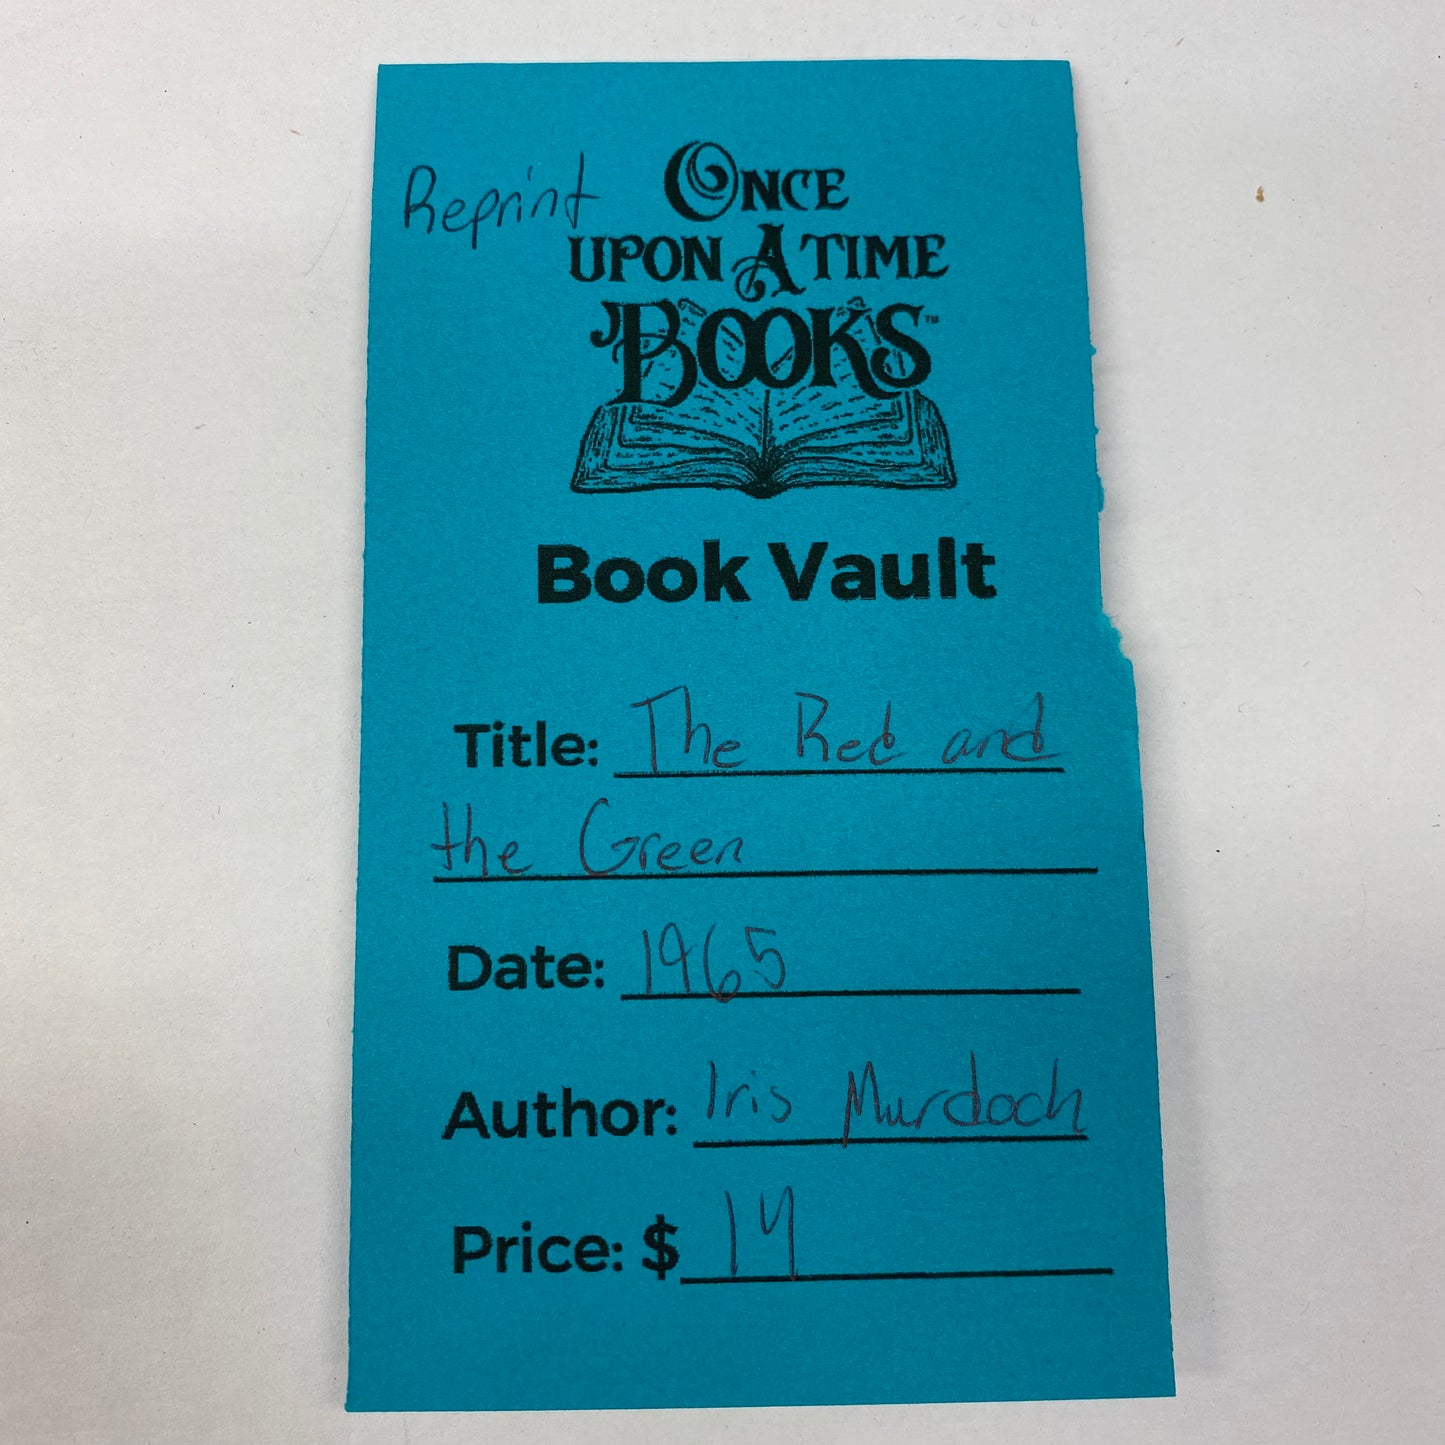 Reprint
ONCE
UPON A TIME
BOOKS™
Book Vault
Title: The Red and
the Green
Date: 1965
Author: Iris Murdoch
Price: $ 14